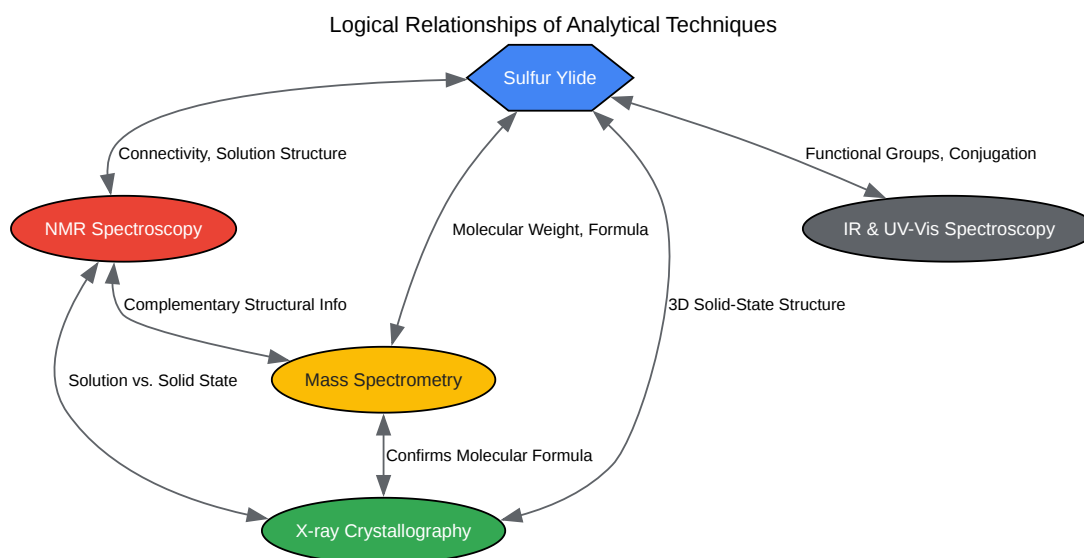 Logical Relationships of Analytical Techniques
Sulfur Ylide
Connectivity, Solution Structure
Functional Groups, Conjugation
NMR Spectroscopy
Molecular Weight, Formula
IR & UV-Vis Spectroscopy
Complementary Structural Info
3D Solid-State Structure
Solution vs. Solid State
Mass Spectrometry
Confirms Molecular Formula
X-ray Crystallography